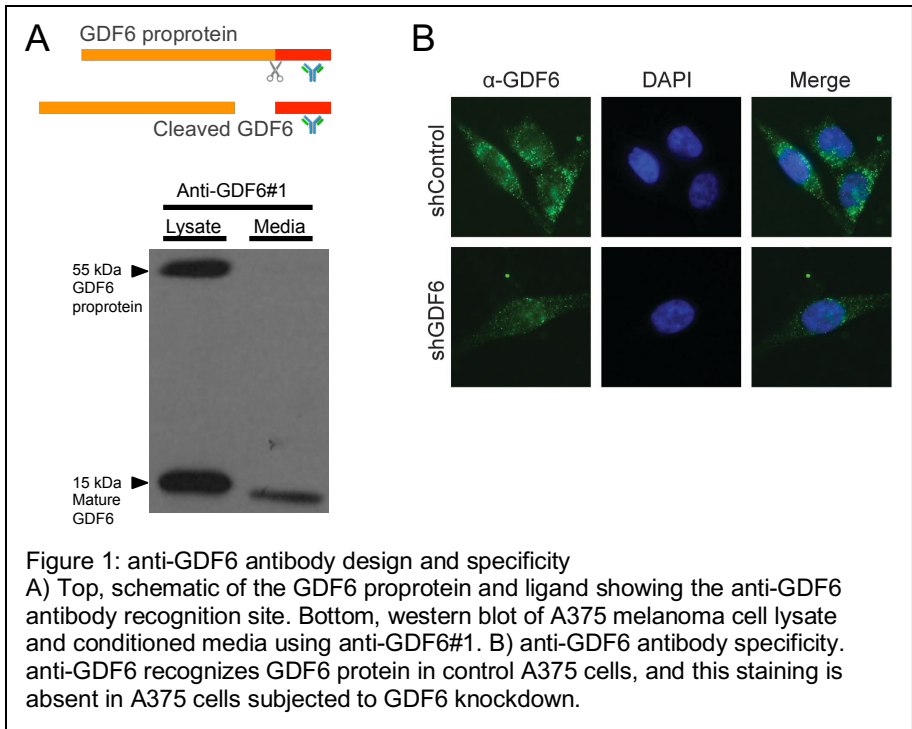 A
GDF6 proprotein
Cleaved GDF6
Anti-GDF6#1
Lysate Media
55 kDa
GDF6
proprotein
15 kDa
Mature
GDF6
B
α-GDF6 DAPI Merge
shControl
shGDF6
Figure 1: anti-GDF6 antibody design and specificity
A) Top, schematic of the GDF6 proprotein and ligand showing the anti-GDF6
antibody recognition site. Bottom, western blot of A375 melanoma cell lysate
and conditioned media using anti-GDF6#1. B) anti-GDF6 antibody specificity.
anti-GDF6 recognizes GDF6 protein in control A375 cells, and this staining is
absent in A375 cells subjected to GDF6 knockdown.